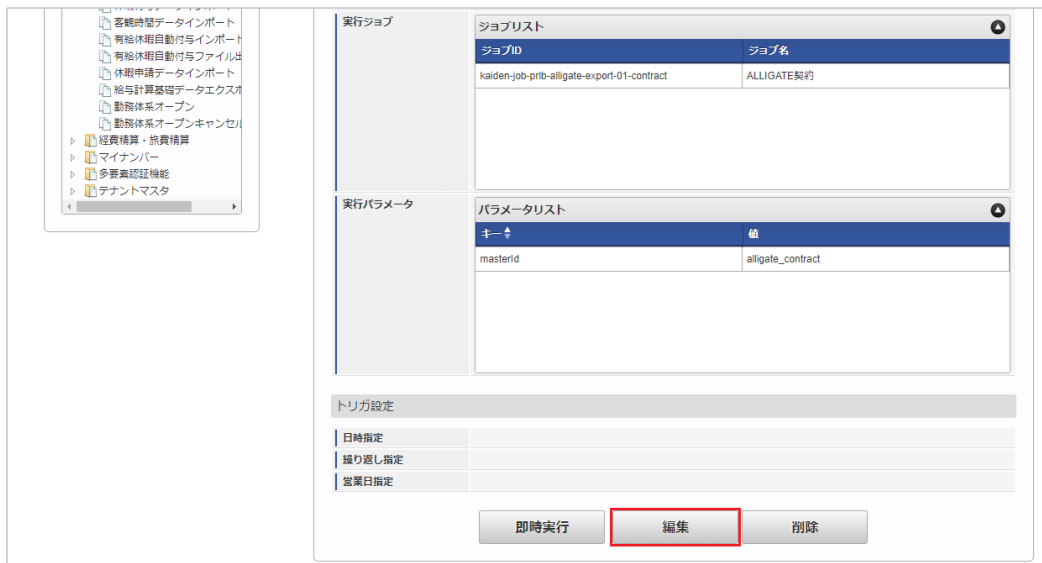 客観時間データインポート
有給休暇自動付与インポート
有給休暇自動付与ファイル出
休暇申請データインポート
給与計算基礎データエクスポ
勤務体系オープン
勤務体系オープンキャンセル
経費精算・旅費精算
マイナンバー
多要素認証機能
テナントマスタ
実行ジョブ
ジョブリスト
ジョブID ジョブ名
kaiden-job-prlb-alligate-export-01-contract ALLIGATE契約
実行パラメータ
パラメータリスト
キー 値
masterId alligate_contract
トリガ設定
日時指定
繰り返し指定
営業日指定
即時実行 編集 削除